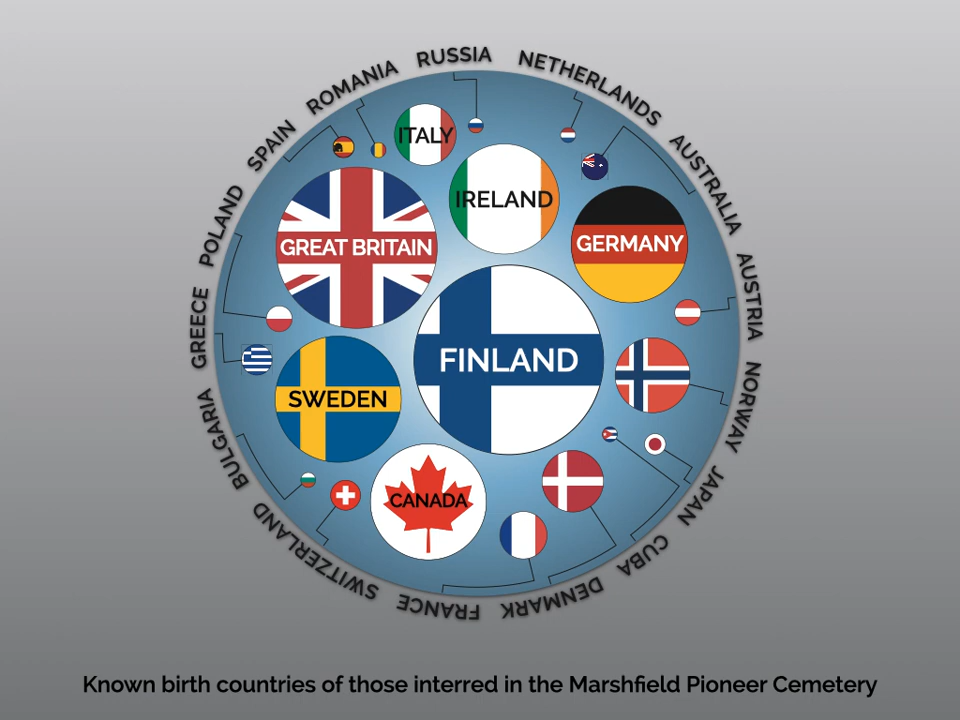 RUSSIA
NETHERLANDS
AUSTRALIA
AUSTRIA
NORWAY
JAPAN
CUBA
DENMARK
FRANCE
SWITZERLAND
BULGARIA
GREECE
POLAND
SPAIN
ROMANIA
ITALY
IRELAND
GREAT BRITAIN
GERMANY
FINLAND
SWEDEN
CANADA
Known birth countries of those interred in the Marshfield Pioneer Cemetery